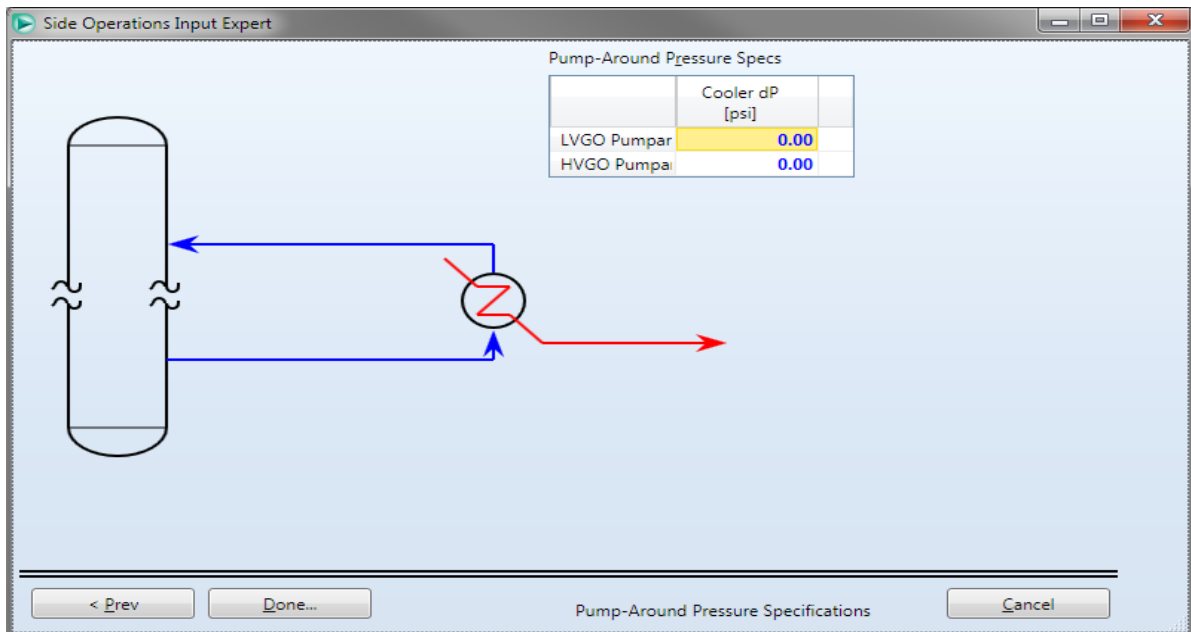 Side Operations Input Expert
Pump-Around Pressure Specs
Cooler dP
[psi]
LVGO Pumpar 0.00
HVGO Pumpa 0.00
< Prev Done... Pump-Around Pressure Specifications Cancel